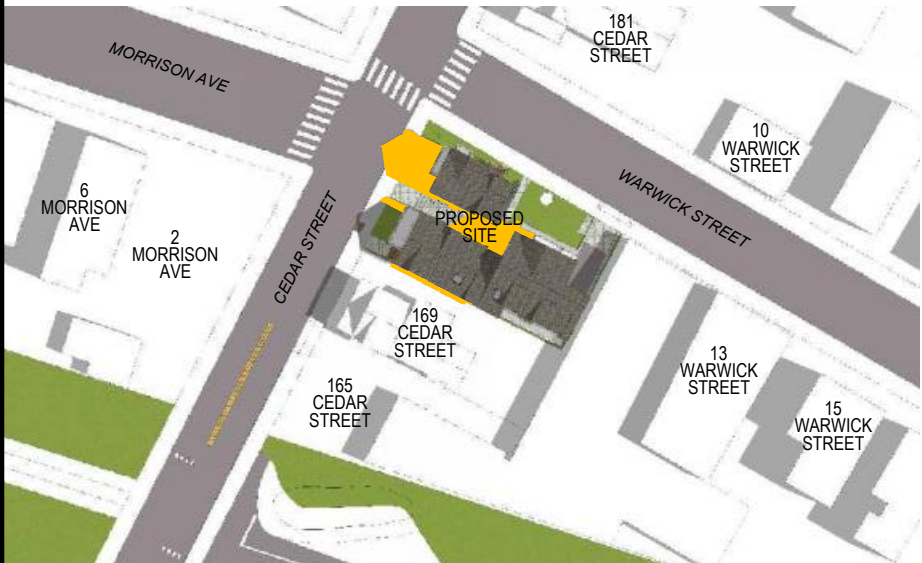 181
CEDAR
STREET
MORRISON AVE
10
WARWICK
STREET
6
MORRISON
AVE
2
MORRISON
AVE
CEDAR STREET
PROPOSED
SITE
WARWICK STREET
169
CEDAR
STREET
165
CEDAR
STREET
13
WARWICK
STREET
15
WARWICK
STREET